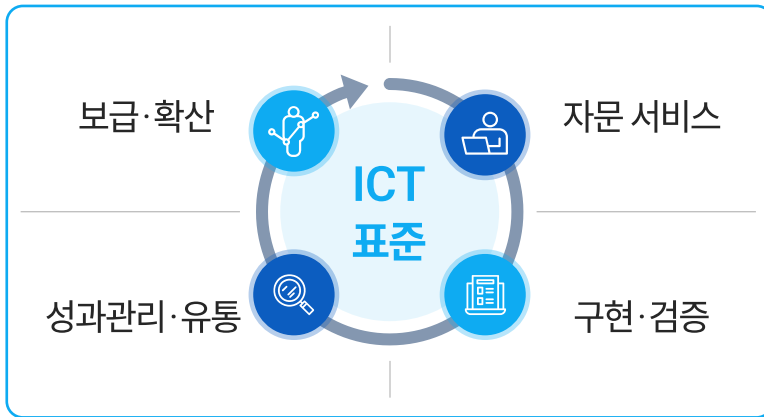 보급·확산
자문 서비스
ICT
표준
성과관리·유통
구현·검증